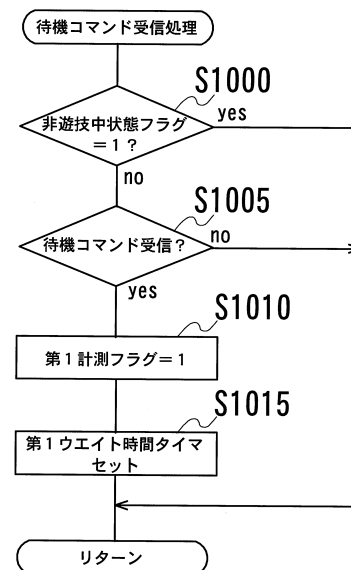 待機コマンド受信処理
S1000
非遊技中状態フラグ
＝1？
yes
no
S1005
待機コマンド受信？
no
yes
S1010
第1計測フラグ＝1
S1015
第1ウエイト時間タイマ
セット
リターン